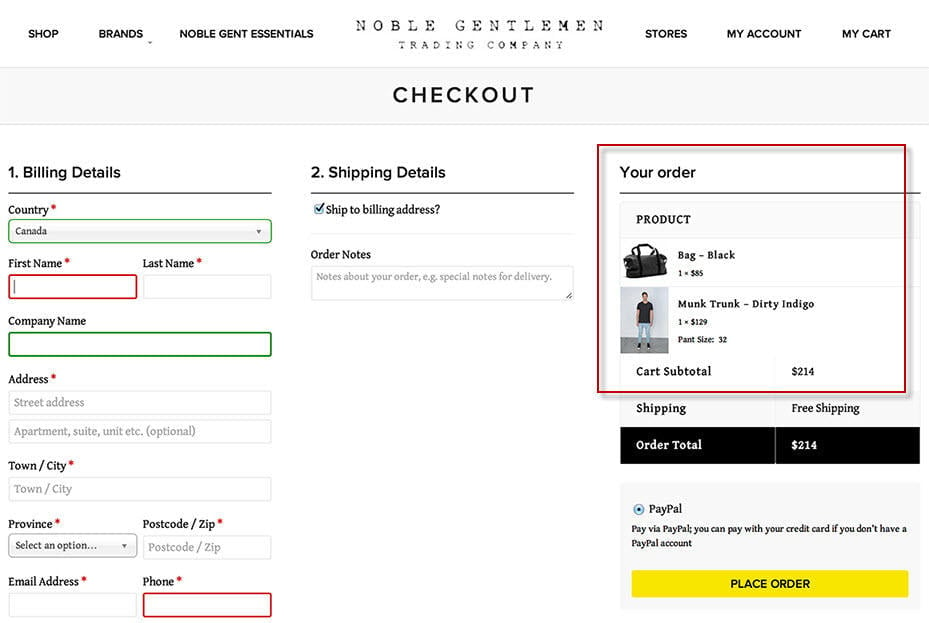 SHOP
BRANDS
NOBLE GENT ESSENTIALS
NOBLE GENTLEMEN
TRADING COMPANY
STORES
MY ACCOUNT
MY CART
CHECKOUT
1. Billing Details
Country *
Canada
First Name *
Last Name *
Company Name
Address *
Street address
Apartment, suite, unit etc. (optional)
Town / City *
Town / City
Province *
Postcode / Zip *
Select an option...
Postcode / Zip
Email Address *
Phone *
2. Shipping Details
Ship to billing address?
Order Notes
Notes about your order, e.g. special notes for delivery.
Your order
PRODUCT
Bag – Black
1 × $85
Munk Trunk – Dirty Indigo
1 × $129
Pant Size: 32
Cart Subtotal
$214
Shipping
Free Shipping
Order Total
$214
PayPal
Pay via PayPal; you can pay with your credit card if you don't have a
PayPal account
PLACE ORDER